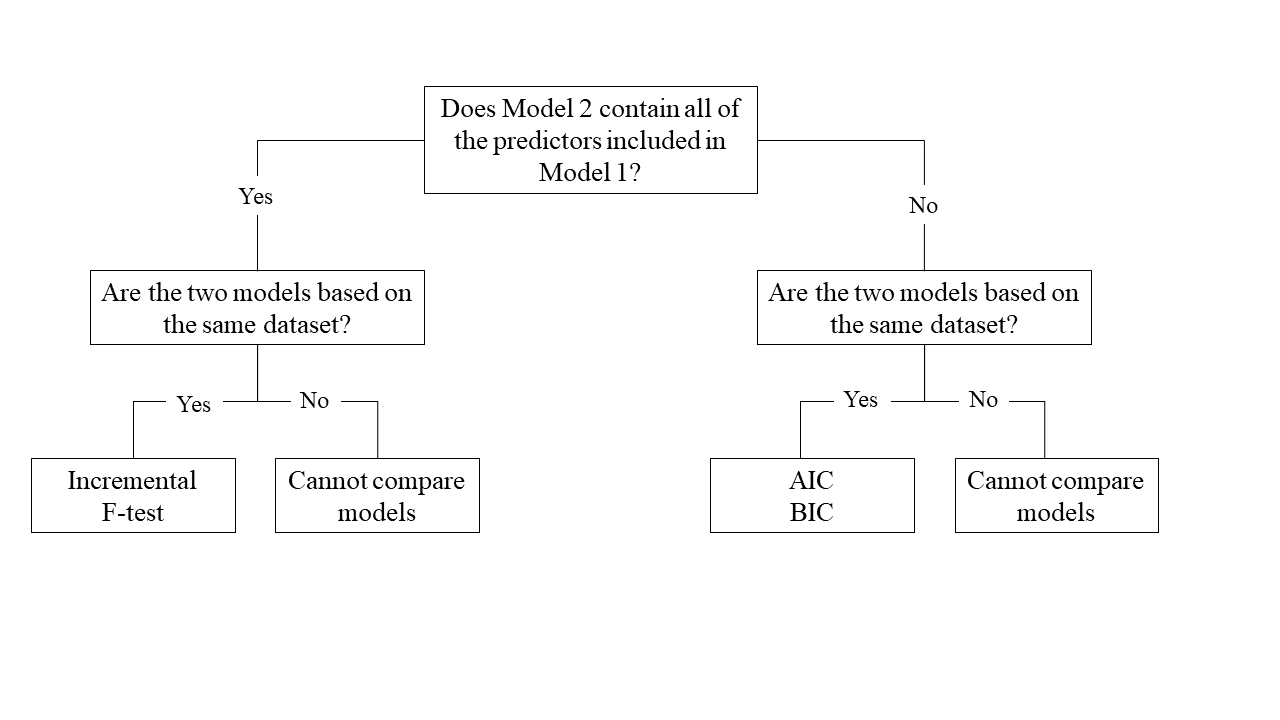 Does Model 2 contain all of
the predictors included in
Model 1?
Yes
No
Are the two models based on
the same dataset?
Are the two models based on
the same dataset?
Yes
No
Yes
No
Incremental
F-test
Cannot compare
models
AIC
BIC
Cannot compare
models